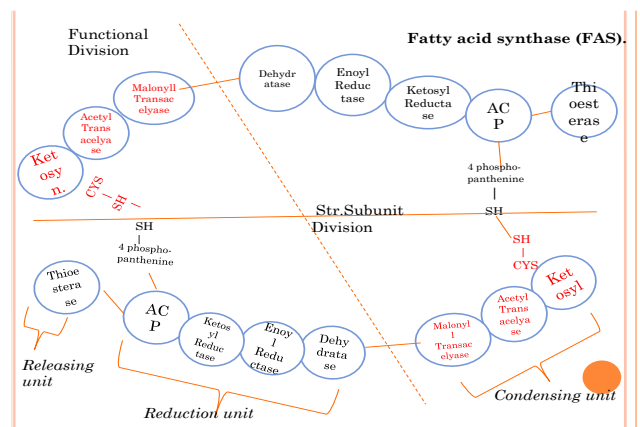 Functional
Division
Fatty acid synthase (FAS).
Ket
osy
n.
Acetyl
Trans
acelya
se
Malonyll
Transac
elyase
Dehydr
atase
Enoyl
Reduc
tase
Ketosyl
Reducta
se
AC
P
Thi
oest
eras
e
CYS
SH
4 phospho-
panthenine
SH
Str.Subunit
Division
SH
4 phospho-
panthenine
SH
CYS
Thioe
stera
se
AC
P
Ketos
yl
Reduc
tase
Enoy
l
Redu
ctase
Dehy
drata
se
Malonyl
l
Transac
elyase
Acetyl
Trans
acelya
se
Ket
osyl
Releasing
unit
Reduction unit
Condensing unit